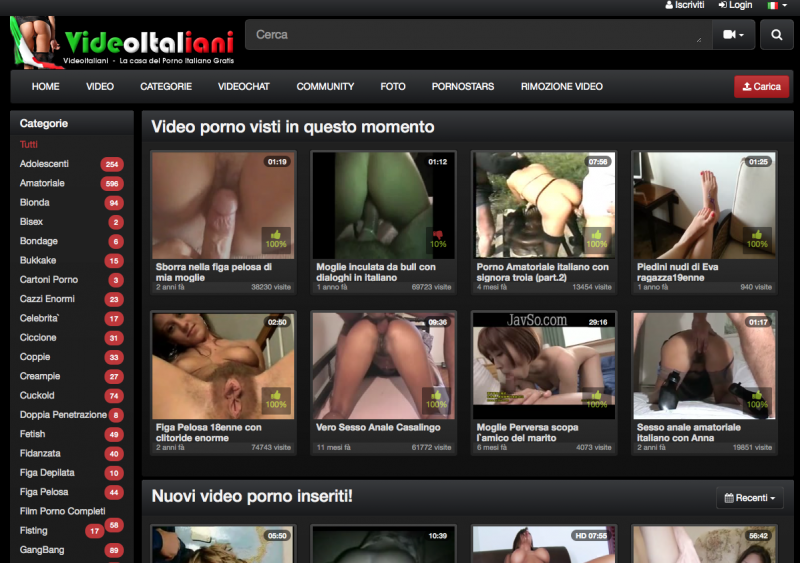 Iscriviti Login
VideoItaliani
VideoItaliani - La casa del Porno Italiano Gratis
Cerca
HOME VIDEO CATEGORIE VIDEOCHAT COMMUNITY FOTO PORNOSTARS RIMOZIONE VIDEO Carica
Categorie
Tutti
Adolescenti 254
Amatoriale 596
Bionda 94
Bisex 2
Bondage 6
Bukkake 15
Cartoni Porno 3
Cazzi Enormi 23
Celebrita` 17
Ciccione 31
Coppie 33
Creampie 27
Cuckold 74
Doppia Penetrazione 8
Fetish 49
Fidanzata 40
Figa Depilata 10
Figa Pelosa 44
Film Porno Completi
58
Fisting 17
GangBang 89
Video porno visti in questo momento
01:19
100%
Sborra nella figa pelosa di
mia moglie
2 anni fà 38230 visite
01:12
10%
Moglie inculata da bull con
dialoghi in italiano
1 anno fà 69723 visite
07:56
100%
Porno Amatoriale italiano con
signora troia (part.2)
4 mesi fà 13454 visite
01:25
100%
Piedini nudi di Eva
ragazza19enne
1 anno fà 940 visite
02:50
100%
Figa Pelosa 18enne con
clitoride enorme
2 anni fà 74743 visite
09:36
100%
Vero Sesso Anale Casalingo
11 mesi fà 61772 visite
JavSo.com
29:16
100%
Moglie Perversa scopa
l`amico del marito
6 mesi fà 4073 visite
01:17
100%
Sesso anale amatoriale
italiano con Anna
2 anni fà 19851 visite
Nuovi video porno inseriti!
Recenti
05:50
10:39
HD 07:55
56:42